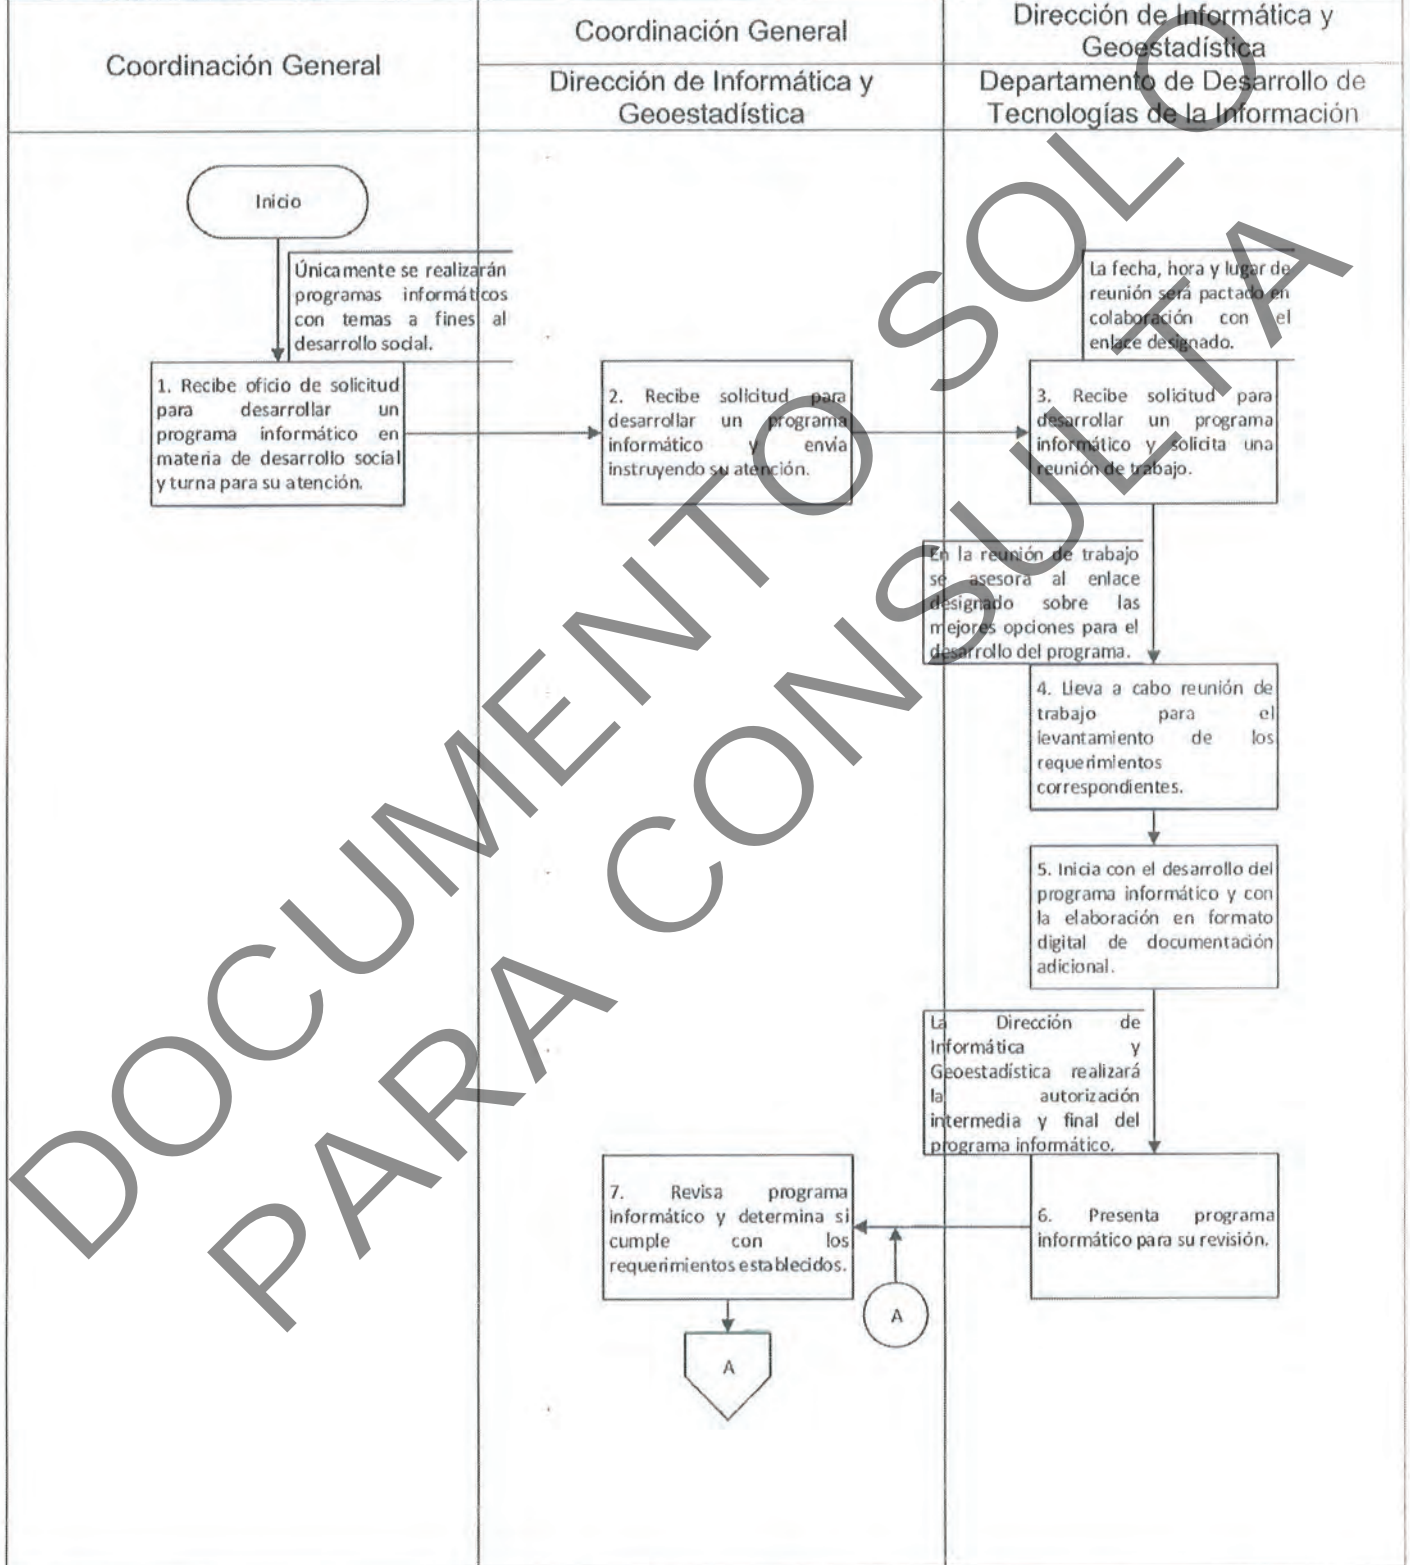 Coordinación General
Coordinación General
Dirección de Informática y
Geoestadística
Dirección de Informática y
Geoestadística
Departamento de Desarrollo de
Tecnologías de la Información
Inicio
Únicamente se realizarán
programas informáticos
con temas a fines al
desarrollo social.
1. Recibe oficio de solicitud
para desarrollar un
programa informático en
materia de desarrollo social
y turna para su atención.
2. Recibe solicitud para
desarrollar un programa
informático y envía
instruyendo su atención.
La fecha, hora y lugar de
reunión será pactado en
colaboración con el
enlace designado.
3. Recibe solicitud para
desarrollar un programa
informático y solicita una
reunión de trabajo.
En la reunión de trabajo
se asesora al enlace
designado sobre las
mejores opciones para el
desarrollo del programa.
4. Lleva a cabo reunión de
trabajo para el
levantamiento de los
requerimientos
correspondientes.
5. Inicia con el desarrollo del
programa informático y con
la elaboración en formato
digital de documentación
adicional.
La Dirección de
Informática y
Geoestadística realizará
la autorización
intermedia y final del
programa informático.
6. Presenta programa
informático para su revisión.
7. Revisa programa
informático y determina si
cumple con los
requerimientos establecidos.
A
A
DOCUMENTO SOLO
PARA CONSULTA